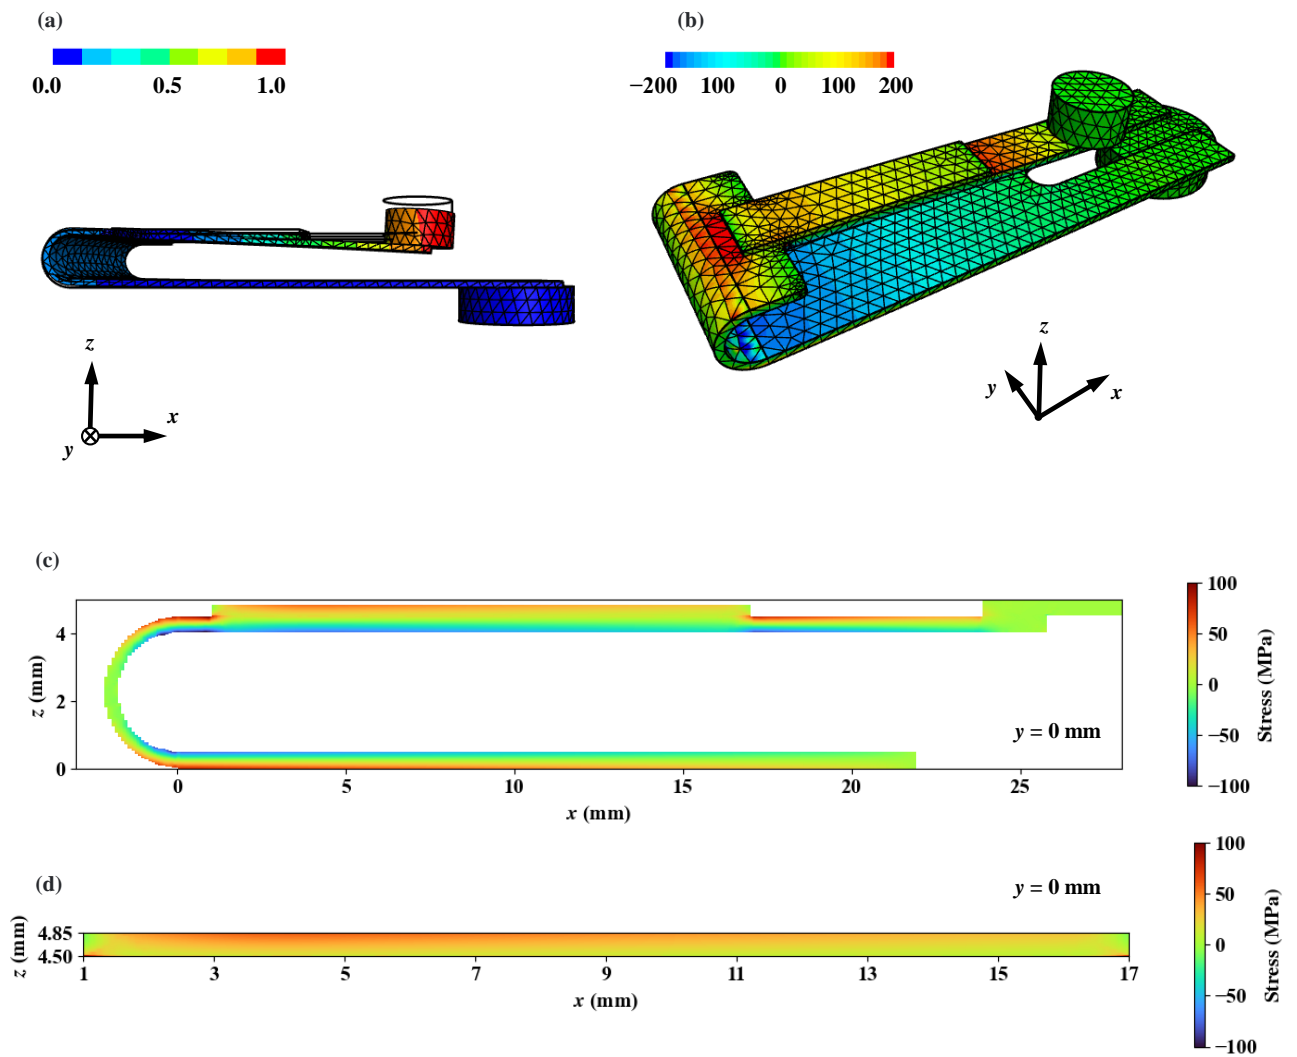 (a)
(b)
0.0 0.5 1.0
−200 100 0 100 200
z
x
y
z
y
x
(c)
4
2
0
z (mm)
y = 0 mm
0 5 10 15 20 25
x (mm)
100
50
0
−50
−100
Stress (MPa)
(d)
y = 0 mm
4.85
4.50
z (mm)
1 3 5 7 9 11 13 15 17
x (mm)
100
50
0
−50
−100
Stress (MPa)